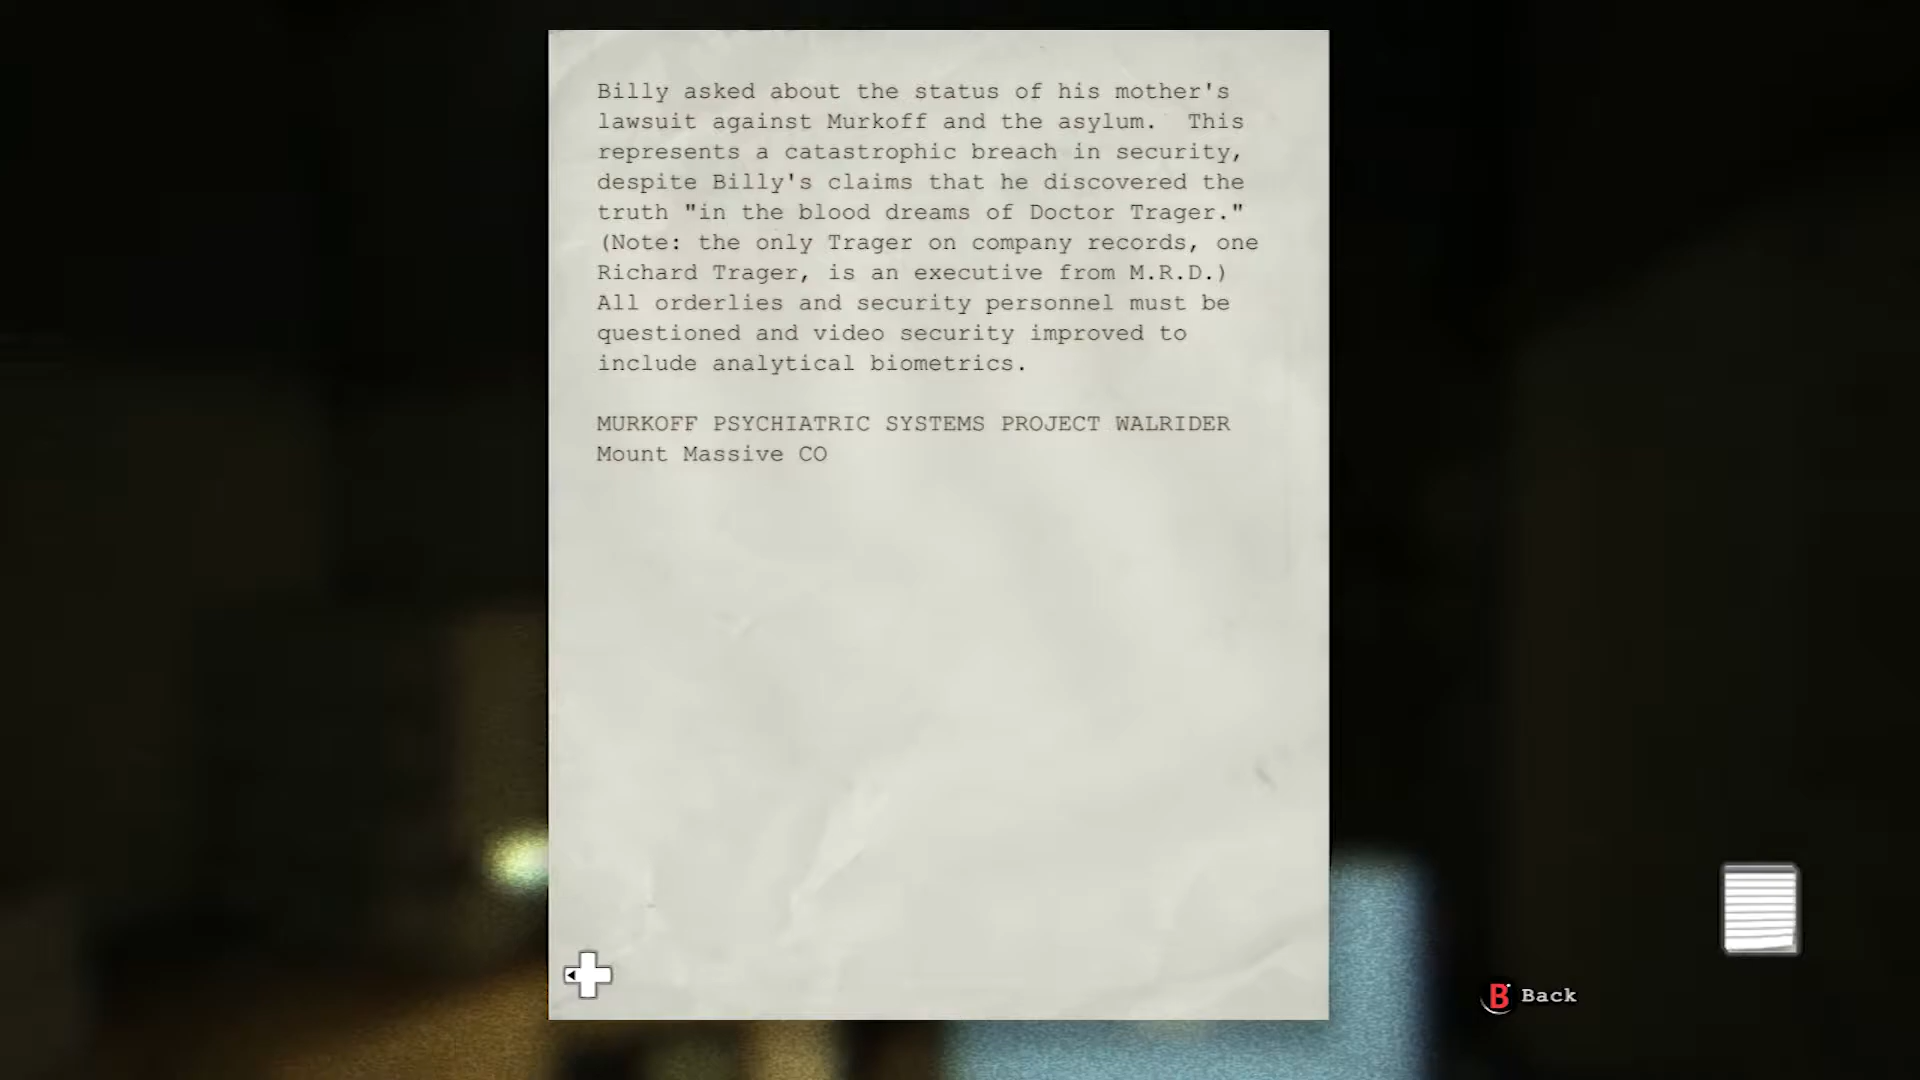 Billy asked about the status of his mother's
lawsuit against Murkoff and the asylum.  This
represents a catastrophic breach in security,
despite Billy's claims that he discovered the
truth "in the blood dreams of Doctor Trager."
(Note: the only Trager on company records, one
Richard Trager, is an executive from M.R.D.)
All orderlies and security personnel must be
questioned and video security improved to
include analytical biometrics.

MURKOFF PSYCHIATRIC SYSTEMS PROJECT WALRIDER
Mount Massive CO
B Back